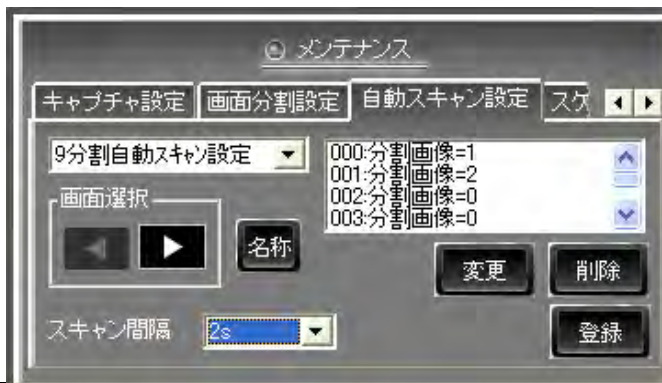 メンテナンス
キャプチャ設定 画面分割設定 自動スキャン設定 スケ
9分割自動スキャン設定
000:分割画像=1
001:分割画像=2
002:分割画像=0
003:分割画像=0
画面選択
名称
変更 削除
スキャン間隔 2s
登録